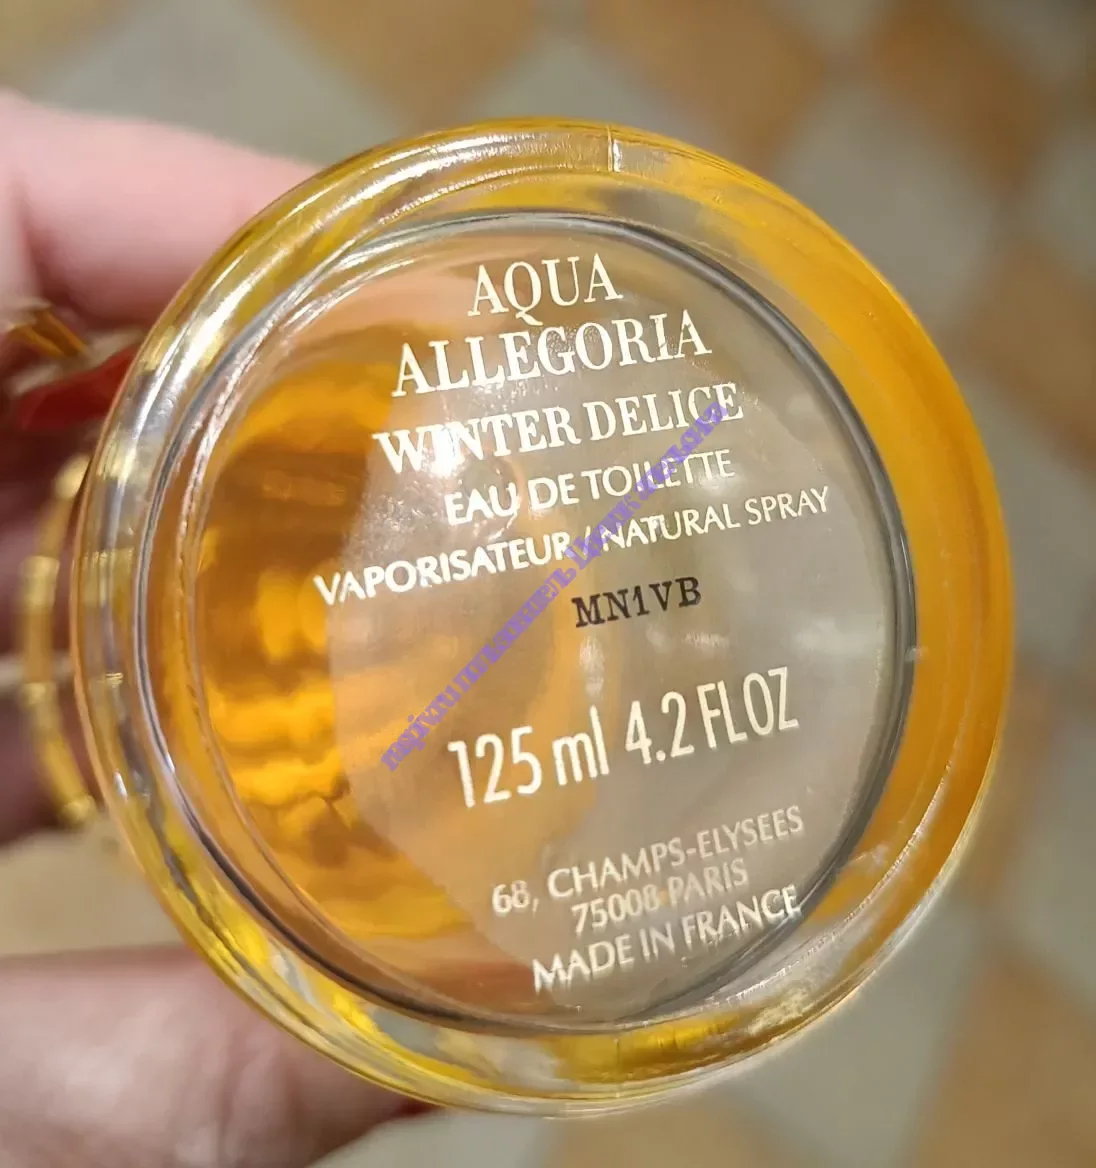 AQUA
ALLEGORIA
WINTER DELICE
EAU DE TOILETTE
VAPORISATEUR / NATURAL SPRAY
MN1VB
125 ml 4.2 FL OZ
68, CHAMPS-ELYSEES
75008 PARIS
MADE IN FRANCE